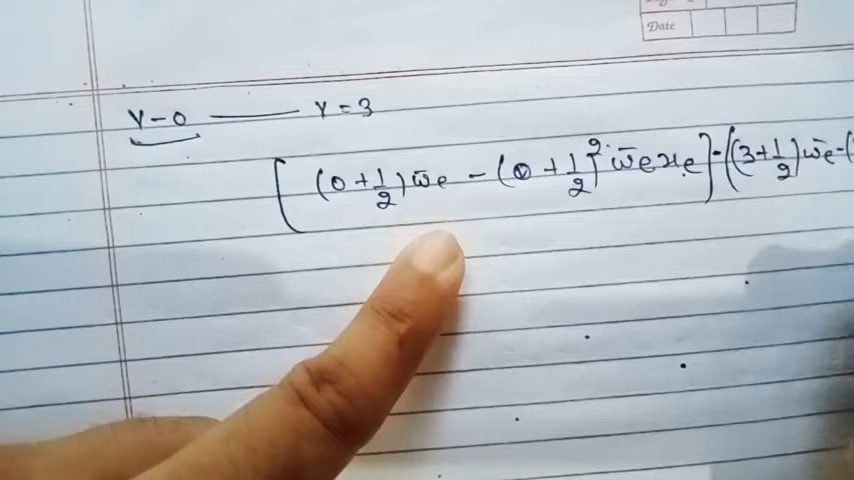 Date
v - 0 —— v = 3
[(0 + 1/2) ω̄e - (0 + 1/2)² ω̄e xe] - [(3 + 1/2) ω̄e - (